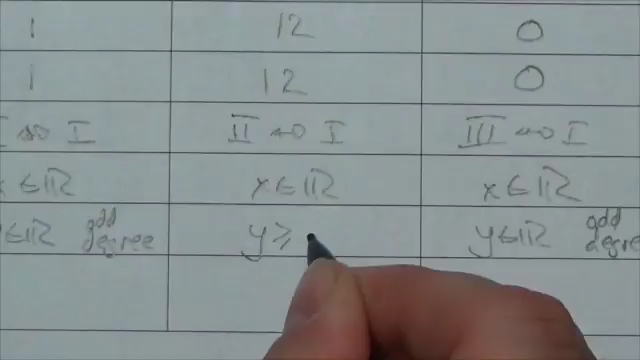 1 12 0
1 12 0
I II → I III → I
x∈ℝ x∈ℝ x∈ℝ
∈ℝ odd degree y≥ y∈ℝ odd degree